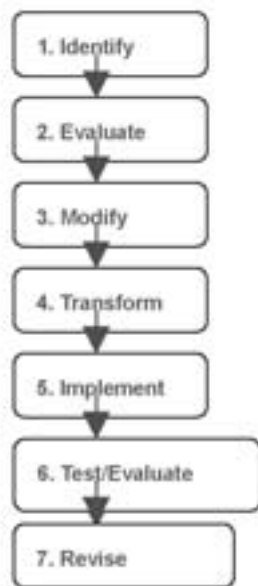 1. Identify
2. Evaluate
3. Modify
4. Transform
5. Implement
6. Test/Evaluate
7. Revise